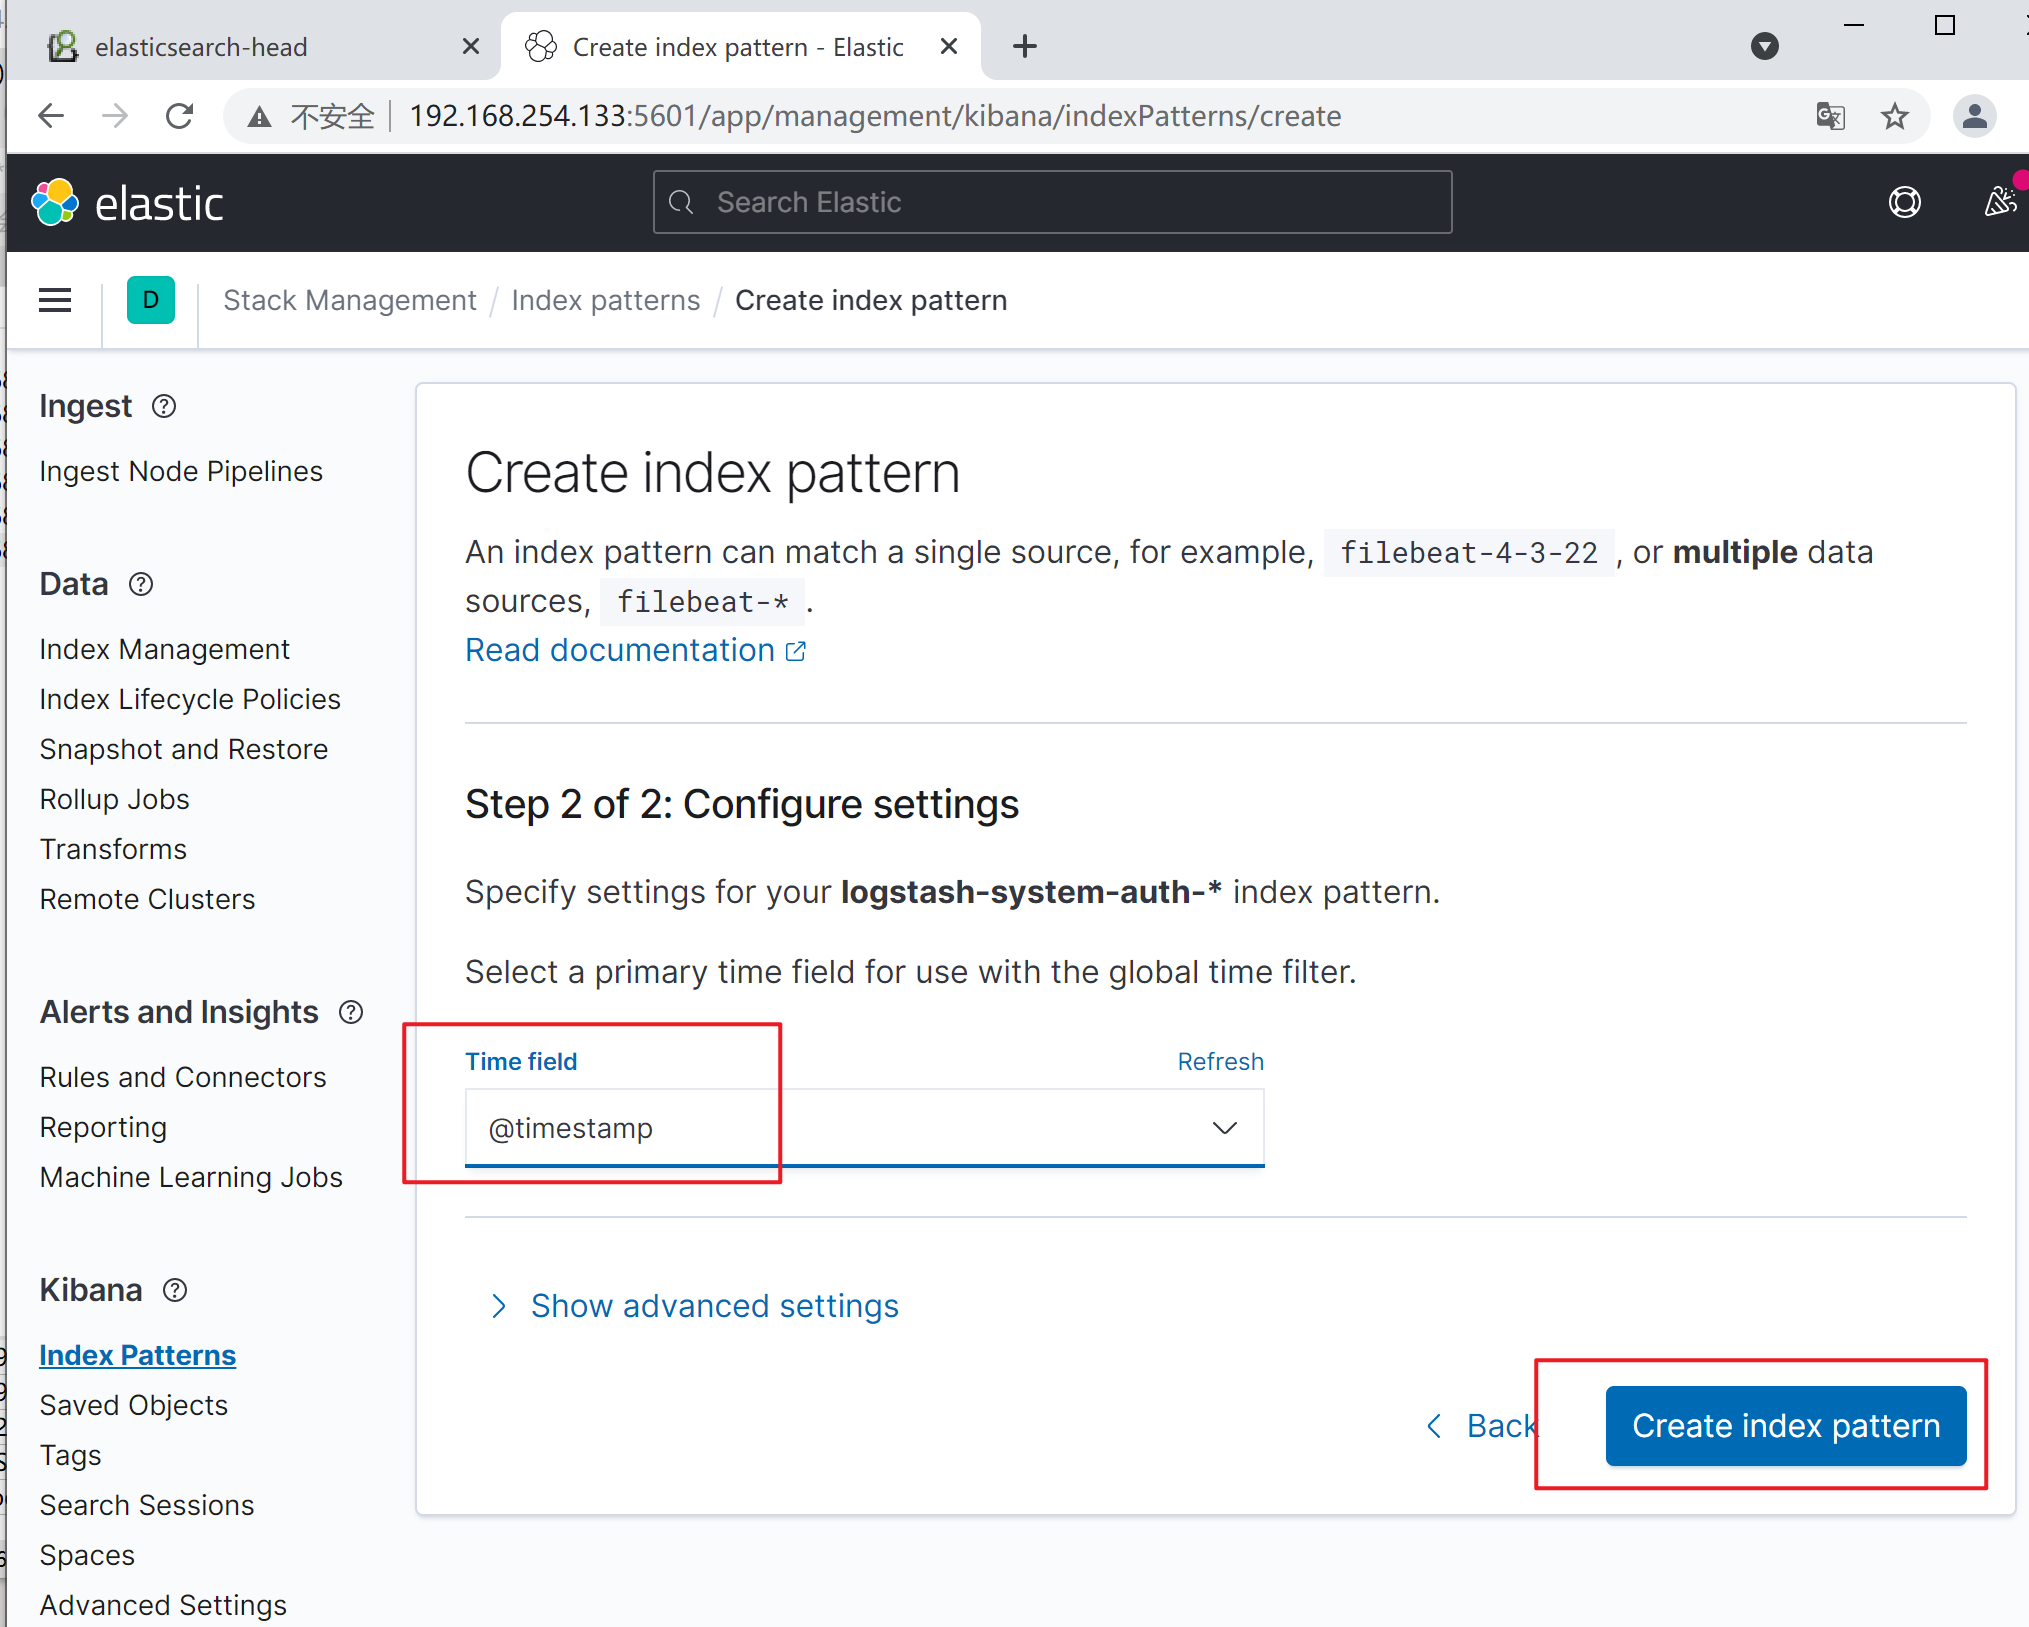 elasticsearch-head
Create index pattern - Elastic
不安全 192.168.254.133:5601/app/management/kibana/indexPatterns/create
elastic
Search Elastic
D
Stack Management / Index patterns / Create index pattern
Ingest
Ingest Node Pipelines
Data
Index Management
Index Lifecycle Policies
Snapshot and Restore
Rollup Jobs
Transforms
Remote Clusters
Alerts and Insights
Rules and Connectors
Reporting
Machine Learning Jobs
Kibana
Index Patterns
Saved Objects
Tags
Search Sessions
Spaces
Advanced Settings
Create index pattern
An index pattern can match a single source, for example, filebeat-4-3-22 , or multiple data
sources, filebeat-* .
Read documentation
Step 2 of 2: Configure settings
Specify settings for your logstash-system-auth-* index pattern.
Select a primary time field for use with the global time filter.
Time field
Refresh
@timestamp
Show advanced settings
Back
Create index pattern